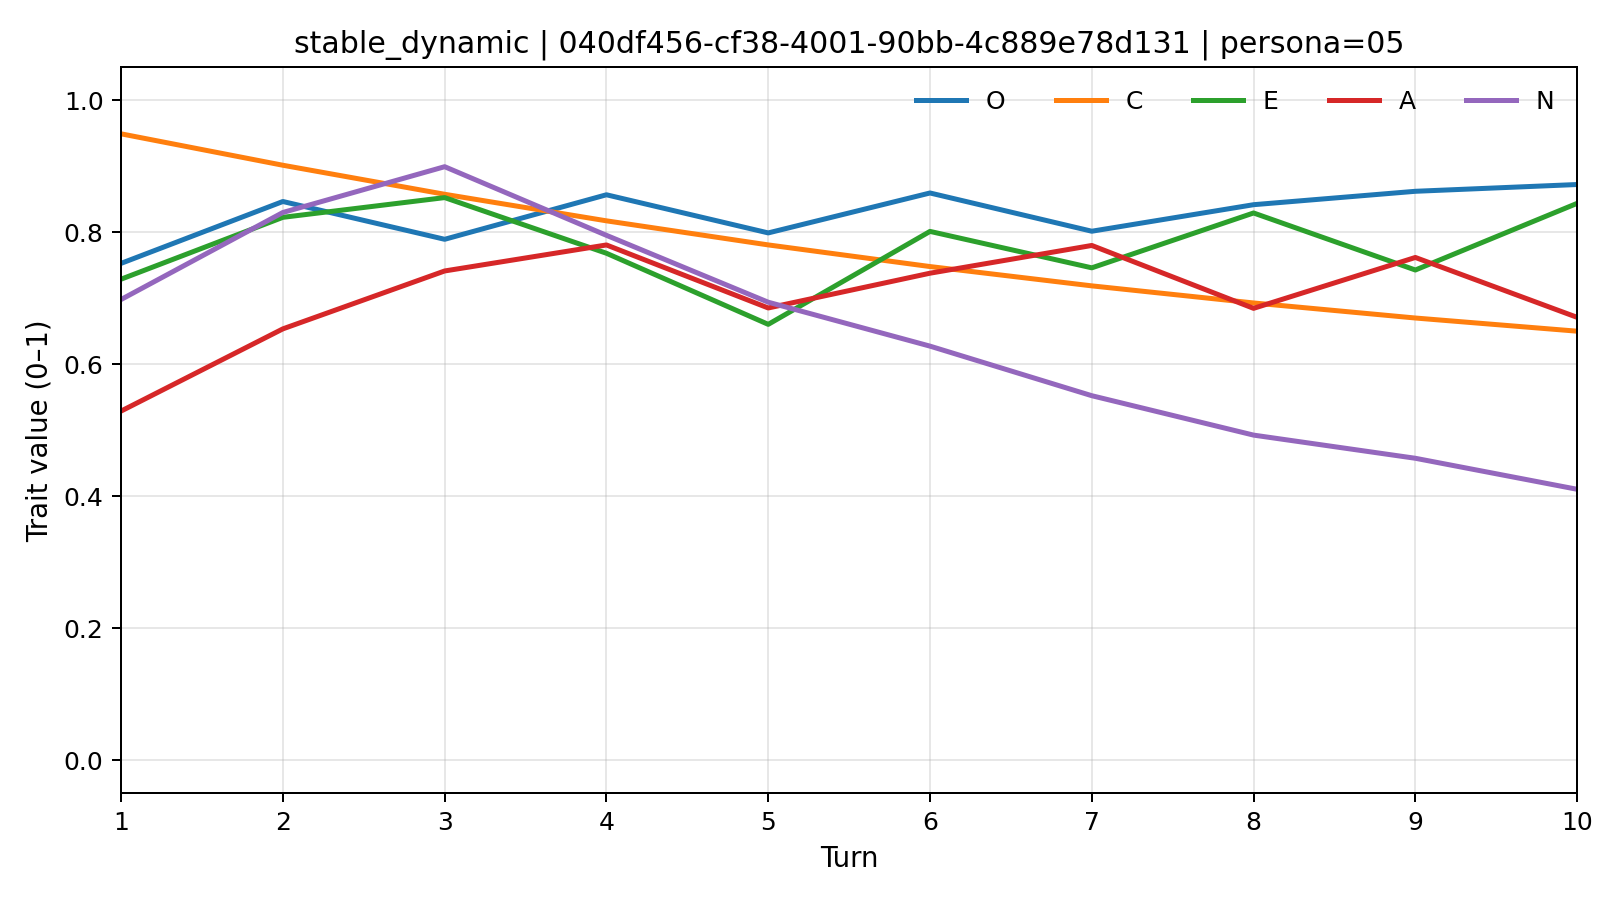 stable_dynamic | 040df456-cf38-4001-90bb-4c889e78d131 | persona=05
O C E A N
Trait value (0–1)
1.0
0.8
0.6
0.4
0.2
0.0
1 2 3 4 5 6 7 8 9 10
Turn